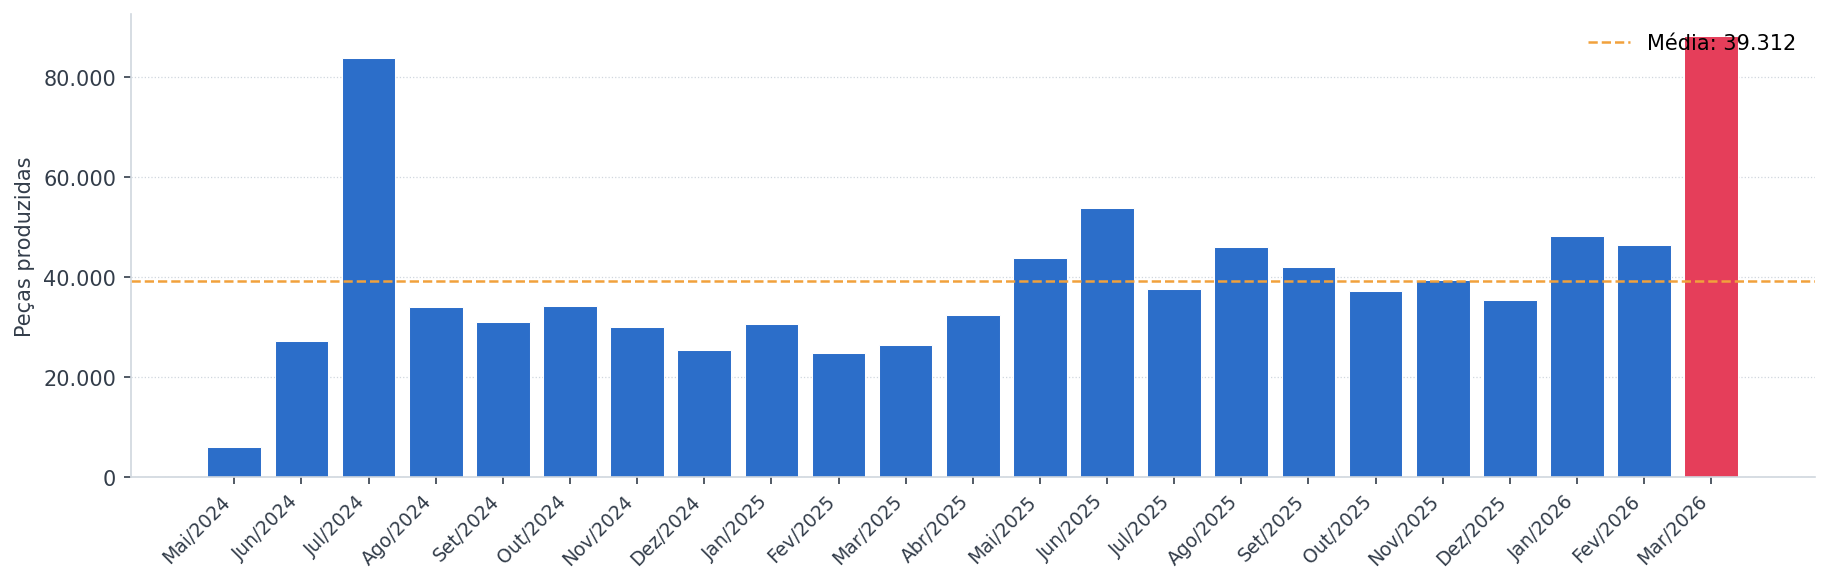 Média: 39.312
Peças produzidas
80.000
60.000
40.000
20.000
0
Mai/2024
Jun/2024
Jul/2024
Ago/2024
Set/2024
Out/2024
Nov/2024
Dez/2024
Jan/2025
Fev/2025
Mar/2025
Abr/2025
Mai/2025
Jun/2025
Jul/2025
Ago/2025
Set/2025
Out/2025
Nov/2025
Dez/2025
Jan/2026
Fev/2026
Mar/2026